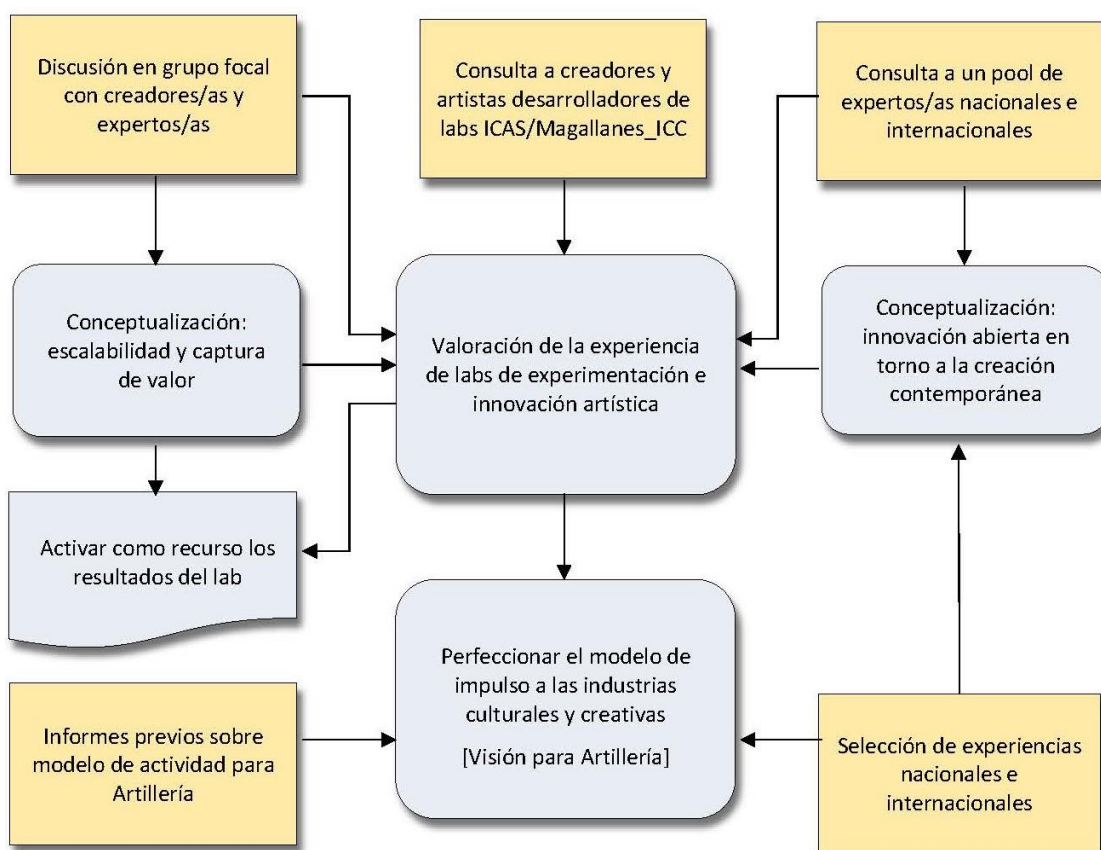 Discusión en grupo focal
con creadores/as y
expertos/as
Consulta a creadores y
artistas desarrolladores de
labs ICAS/Magallanes_ICC
Consulta a un pool de
expertos/as nacionales e
internacionales
Conceptualización:
escalabilidad y captura
de valor
Valoración de la experiencia
de labs de experimentación e
innovación artística
Conceptualización:
innovación abierta en
torno a la creación
contemporánea
Activar como recurso los
resultados del lab
Perfeccionar el modelo de
impulso a las industrias
culturales y creativas
[Visión para Artillería]
Informes previos sobre
modelo de actividad para
Artillería
Selección de experiencias
nacionales e
internacionales